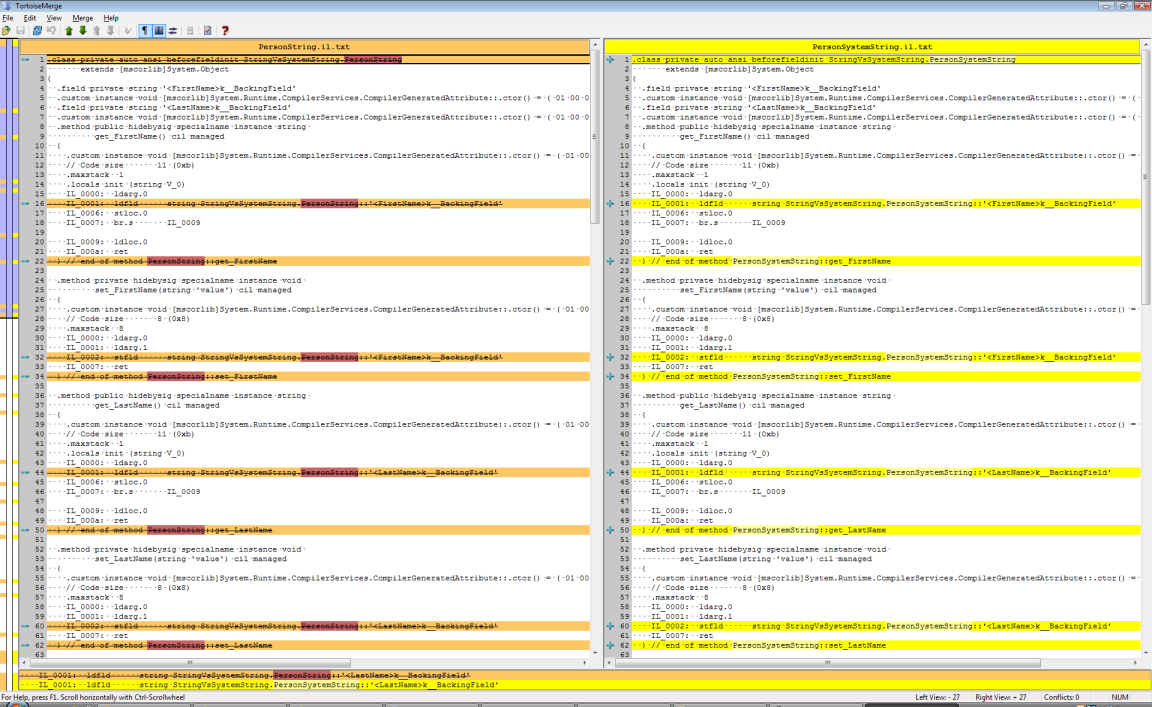 TortoiseMerge
File Edit View Merge Help
PersonString.il.txt
1 .class private auto ansi beforefieldinit StringVsSystemString.PersonString
2 extends [mscorlib]System.Object
3 {
4 .field private string '<FirstName>k__BackingField'
5 .custom instance void [mscorlib]System.Runtime.CompilerServices.CompilerGeneratedAttribute::.ctor() = ( 01 00 0
6 .field private string '<LastName>k__BackingField'
7 .custom instance void [mscorlib]System.Runtime.CompilerServices.CompilerGeneratedAttribute::.ctor() = ( 01 00 0
8 .method public hidebysig specialname instance string
9 get_FirstName() cil managed
10 {
11 .custom instance void [mscorlib]System.Runtime.CompilerServices.CompilerGeneratedAttribute::.ctor() = ( 01 00
12 // Code size 11 (0xb)
13 .maxstack 1
14 .locals init (string V_0)
15 IL_0000: ldarg.0
16 IL_0001: ldfld string StringVsSystemString.PersonString::'<FirstName>k__BackingField'
17 IL_0006: stloc.0
18 IL_0007: br.s IL_0009
19
20 IL_0009: ldloc.0
21 IL_000a: ret
22 } // end of method PersonString::get_FirstName
23
24 .method private hidebysig specialname instance void
25 set_FirstName(string 'value') cil managed
26 {
27 .custom instance void [mscorlib]System.Runtime.CompilerServices.CompilerGeneratedAttribute::.ctor() = ( 01 00
28 // Code size 8 (0x8)
29 .maxstack 8
30 IL_0000: ldarg.0
31 IL_0001: ldarg.1
32 IL_0002: stfld string StringVsSystemString.PersonString::'<FirstName>k__BackingField'
33 IL_0007: ret
34 } // end of method PersonString::set_FirstName
35
36 .method public hidebysig specialname instance string
37 get_LastName() cil managed
38 {
39 .custom instance void [mscorlib]System.Runtime.CompilerServices.CompilerGeneratedAttribute::.ctor() = ( 01 00
40 // Code size 11 (0xb)
41 .maxstack 1
42 .locals init (string V_0)
43 IL_0000: ldarg.0
44 IL_0001: ldfld string StringVsSystemString.PersonString::'<LastName>k__BackingField'
45 IL_0006: stloc.0
46 IL_0007: br.s IL_0009
47
48 IL_0009: ldloc.0
49 IL_000a: ret
50 } // end of method PersonString::get_LastName
51
52 .method private hidebysig specialname instance void
53 set_LastName(string 'value') cil managed
54 {
55 .custom instance void [mscorlib]System.Runtime.CompilerServices.CompilerGeneratedAttribute::.ctor() = ( 01 00
56 // Code size 8 (0x8)
57 .maxstack 8
58 IL_0000: ldarg.0
59 IL_0001: ldarg.1
60 IL_0002: stfld string StringVsSystemString.PersonString::'<LastName>k__BackingField'
61 IL_0007: ret
62 } // end of method PersonString::set_LastName
63
PersonSystemString.il.txt
1 .class private auto ansi beforefieldinit StringVsSystemString.PersonSystemString
2 extends [mscorlib]System.Object
3 {
4 .field private string '<FirstName>k__BackingField'
5 .custom instance void [mscorlib]System.Runtime.CompilerServices.CompilerGeneratedAttribute::.ctor() = (
6 .field private string '<LastName>k__BackingField'
7 .custom instance void [mscorlib]System.Runtime.CompilerServices.CompilerGeneratedAttribute::.ctor() = (
8 .method public hidebysig specialname instance string
9 get_FirstName() cil managed
10 {
11 .custom instance void [mscorlib]System.Runtime.CompilerServices.CompilerGeneratedAttribute::.ctor() =
12 // Code size 11 (0xb)
13 .maxstack 1
14 .locals init (string V_0)
15 IL_0000: ldarg.0
16 IL_0001: ldfld string StringVsSystemString.PersonSystemString::'<FirstName>k__BackingField'
17 IL_0006: stloc.0
18 IL_0007: br.s IL_0009
19
20 IL_0009: ldloc.0
21 IL_000a: ret
22 } // end of method PersonSystemString::get_FirstName
23
24 .method private hidebysig specialname instance void
25 set_FirstName(string 'value') cil managed
26 {
27 .custom instance void [mscorlib]System.Runtime.CompilerServices.CompilerGeneratedAttribute::.ctor() =
28 // Code size 8 (0x8)
29 .maxstack 8
30 IL_0000: ldarg.0
31 IL_0001: ldarg.1
32 IL_0002: stfld string StringVsSystemString.PersonSystemString::'<FirstName>k__BackingField'
33 IL_0007: ret
34 } // end of method PersonSystemString::set_FirstName
35
36 .method public hidebysig specialname instance string
37 get_LastName() cil managed
38 {
39 .custom instance void [mscorlib]System.Runtime.CompilerServices.CompilerGeneratedAttribute::.ctor() =
40 // Code size 11 (0xb)
41 .maxstack 1
42 .locals init (string V_0)
43 IL_0000: ldarg.0
44 IL_0001: ldfld string StringVsSystemString.PersonSystemString::'<LastName>k__BackingField'
45 IL_0006: stloc.0
46 IL_0007: br.s IL_0009
47
48 IL_0009: ldloc.0
49 IL_000a: ret
50 } // end of method PersonSystemString::get_LastName
51
52 .method private hidebysig specialname instance void
53 set_LastName(string 'value') cil managed
54 {
55 .custom instance void [mscorlib]System.Runtime.CompilerServices.CompilerGeneratedAttribute::.ctor() =
56 // Code size 8 (0x8)
57 .maxstack 8
58 IL_0000: ldarg.0
59 IL_0001: ldarg.1
60 IL_0002: stfld string StringVsSystemString.PersonSystemString::'<LastName>k__BackingField'
61 IL_0007: ret
62 } // end of method PersonSystemString::set_LastName
63
IL_0001: ldfld string StringVsSystemString.PersonString::'<LastName>k__BackingField'
IL_0001: ldfld string StringVsSystemString.PersonSystemString::'<LastName>k__BackingField'
For Help, press F1. Scroll horizontally with Ctrl-Scrollwheel Left View: - 27 Right View: + 27 Conflicts: 0 NUM